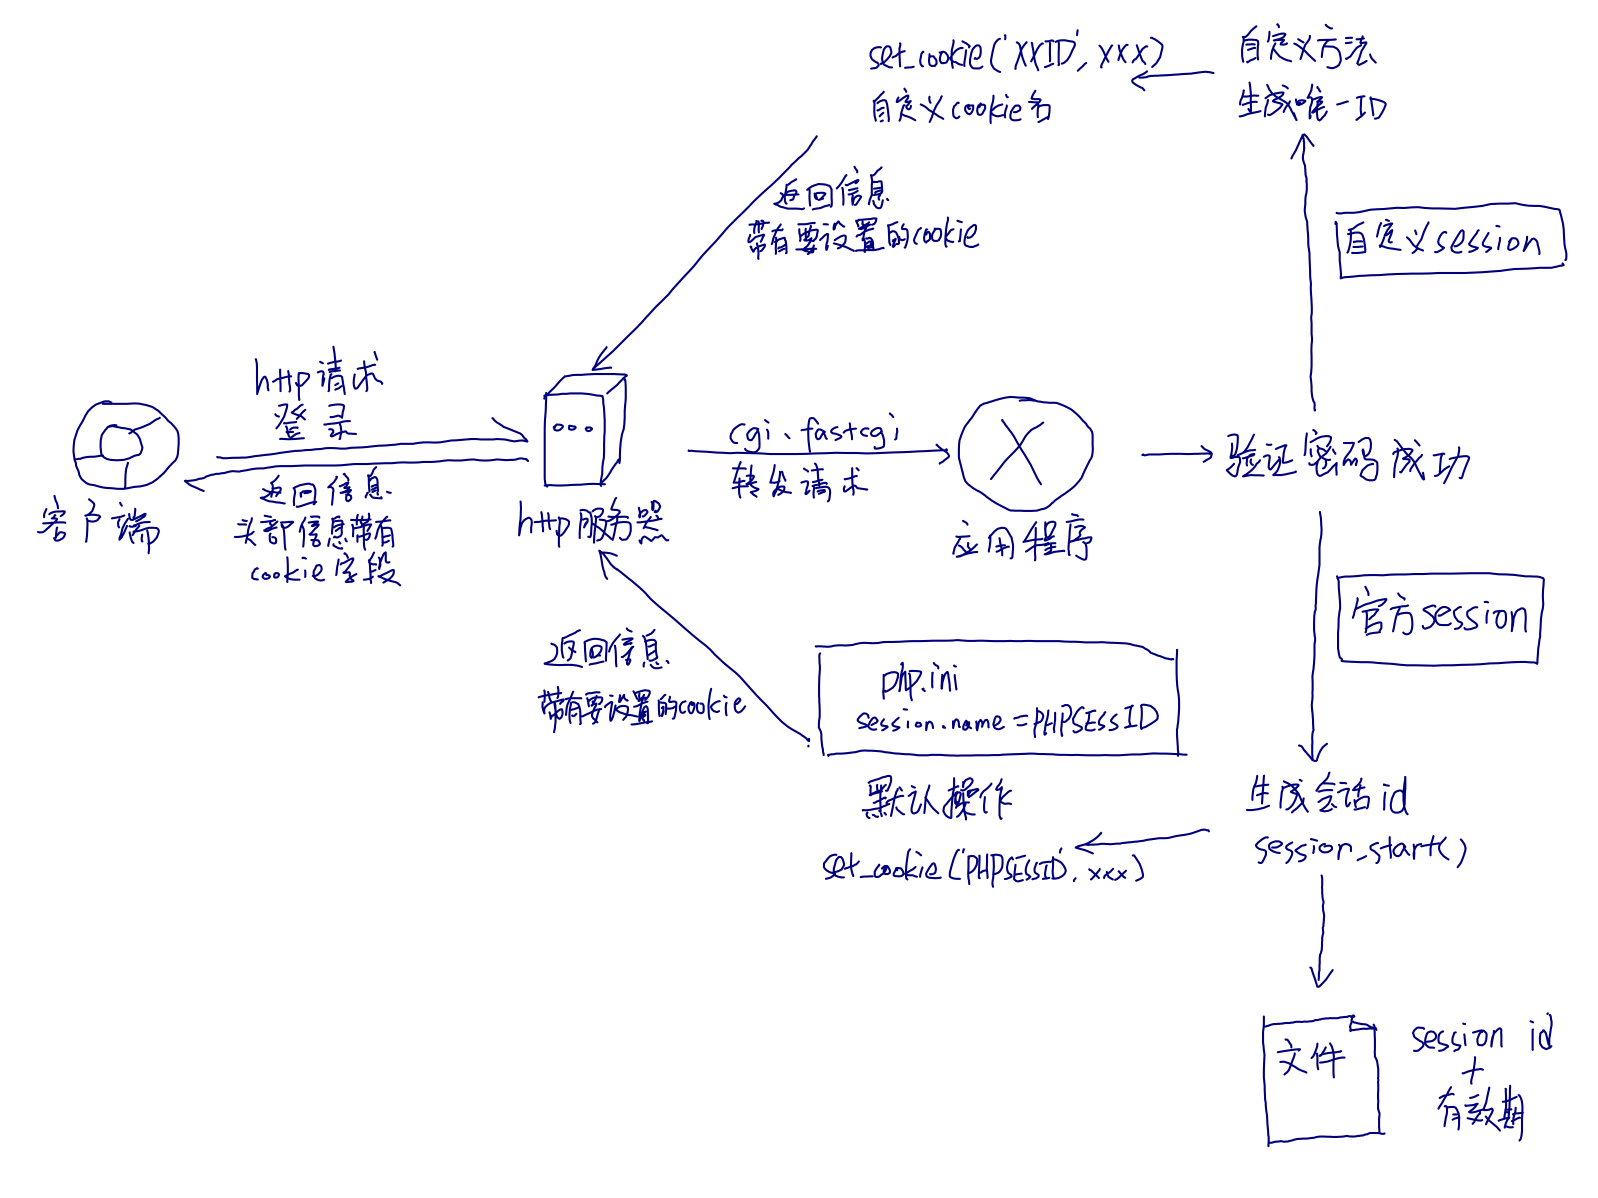 set_cookie('XXID', xxx)
自定义cookie名
自定义方法
生成唯一ID
返回信息
带有要设置的cookie
自定义session
http请求
登录
返回信息
头部信息带有
cookie字段
客户端
http服务器
cgi、fastcgi
转发请求
应用程序
验证密码成功
官方session
返回信息
带有要设置的cookie
php.ini
session.name = PHPSESSID
默认操作
set_cookie('PHPSESSID', xxx)
生成会话id
session_start()
文件
session id
+
有效期